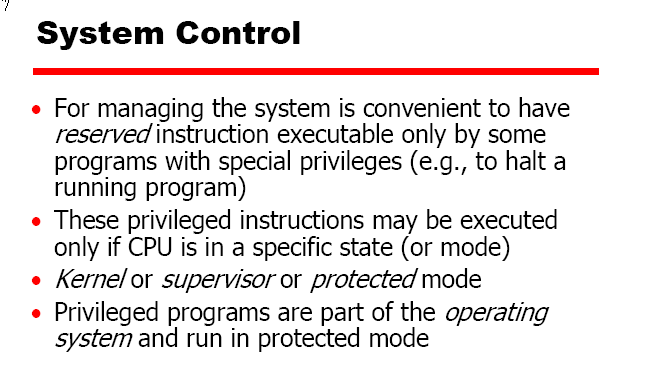 System Control
• For managing the system is convenient to have
reserved instruction executable only by some
programs with special privileges (e.g., to halt a
running program)
• These privileged instructions may be executed
only if CPU is in a specific state (or mode)
• Kernel or supervisor or protected mode
• Privileged programs are part of the operating
system and run in protected mode